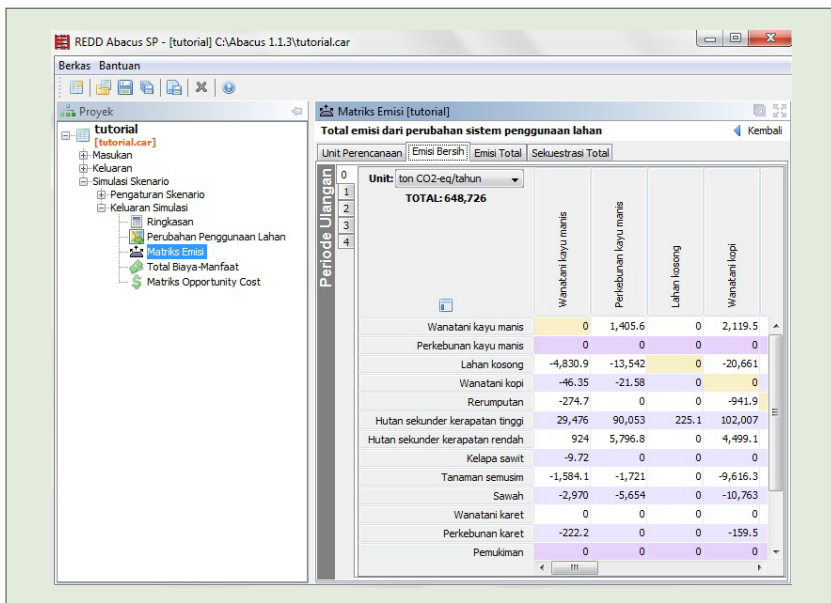 REDD Abacus SP - [tutorial] C:\Abacus 1.1.3\tutorial.car
Berkas Bantuan
Proyek
tutorial
[tutorial.car]
Masukan
Keluaran
Simulasi Skenario
Pengaturan Skenario
Keluaran Simulasi
Ringkasan
Perubahan Penggunaan Lahan
Matriks Emisi
Total Biaya-Manfaat
Matriks Opportunity Cost
Matriks Emisi [tutorial]
Total emisi dari perubahan sistem penggunaan lahan Kembali
Unit Perencanaan Emisi Bersih Emisi Total Sekuestrasi Total
Periode Ulangan
0
1
2
3
4
Unit: ton CO2-eq/tahun
TOTAL: 648,726
Wanatani kayu manis
Perkebunan kayu manis
Lahan kosong
Wanatani kopi
Wanatani kayu manis 0 1,405.6 0 2,119.5
Perkebunan kayu manis 0 0 0 0
Lahan kosong -4,830.9 -13,542 0 -20,661
Wanatani kopi -46.35 -21.58 0 0
Rerumputan -274.7 0 0 -941.9
Hutan sekunder kerapatan tinggi 29,476 90,053 225.1 102,007
Hutan sekunder kerapatan rendah 924 5,796.8 0 4,499.1
Kelapa sawit -9.72 0 0 0
Tanaman semusim -1,584.1 -1,721 0 -9,616.3
Sawah -2,970 -5,654 0 -10,763
Wanatani karet 0 0 0 0
Perkebunan karet -222.2 0 0 -159.5
Pemukiman 0 0 0 0